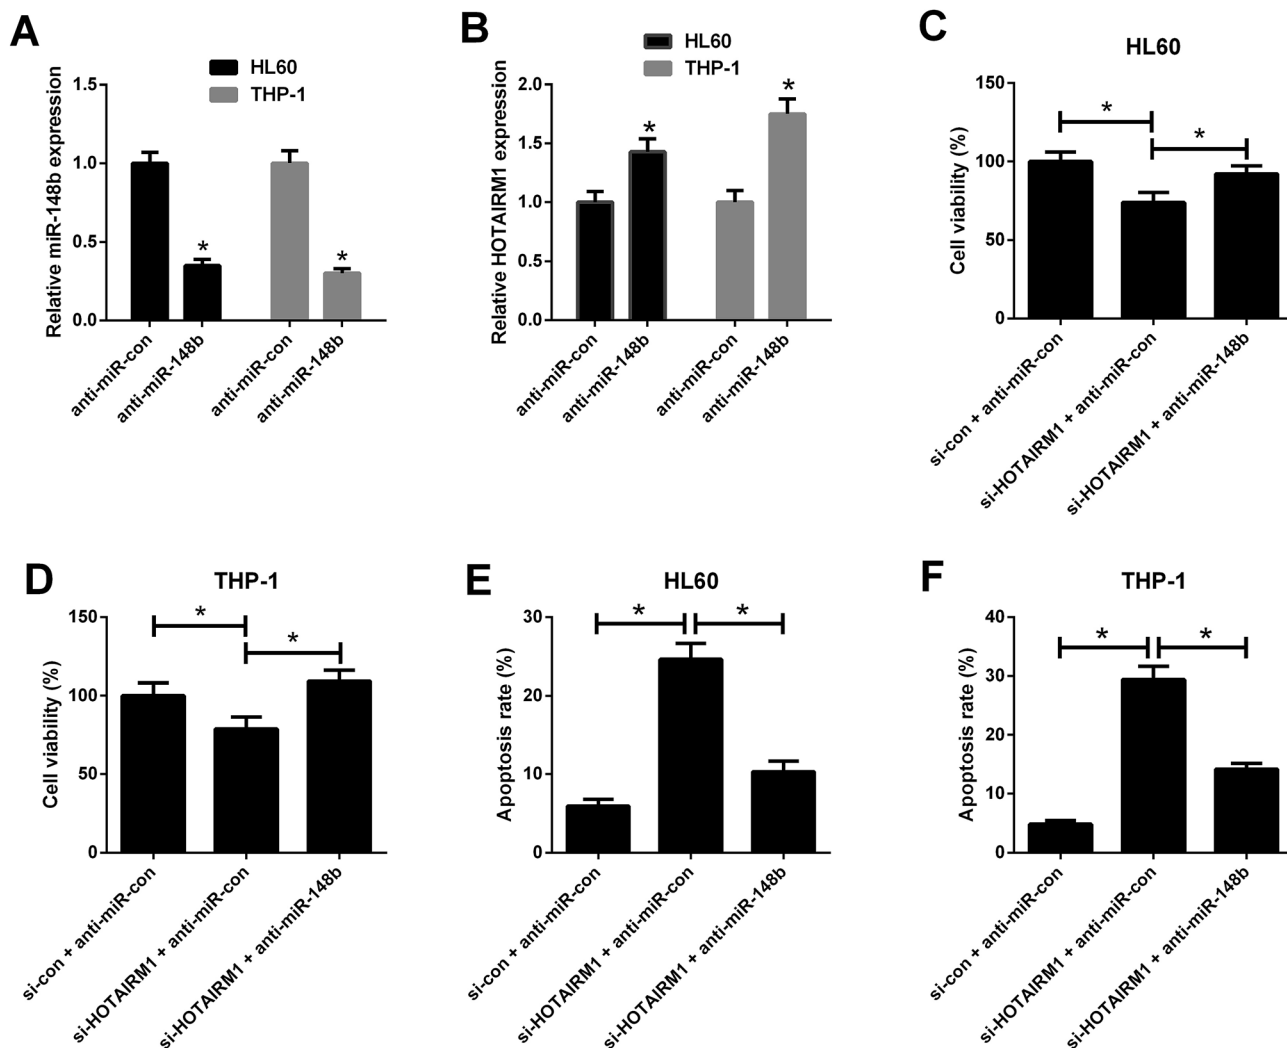 A
HL60
THP-1
Relative miR-148b expression
1.5
1.0
0.5
0.0
*
*
anti-miR-con
anti-miR-148b
anti-miR-con
anti-miR-148b
B
HL60
THP-1
Relative HOTAIRM1 expression
2.0
1.5
1.0
0.5
0.0
*
*
anti-miR-con
anti-miR-148b
anti-miR-con
anti-miR-148b
C
HL60
Cell viability (%)
150
100
50
0
*
*
si-con + anti-miR-con
si-HOTAIRM1 + anti-miR-con
si-HOTAIRM1 + anti-miR-148b
D
THP-1
Cell viability (%)
150
100
50
0
*
*
si-con + anti-miR-con
si-HOTAIRM1 + anti-miR-con
si-HOTAIRM1 + anti-miR-148b
E
HL60
Apoptosis rate (%)
30
20
10
0
*
*
si-con + anti-miR-con
si-HOTAIRM1 + anti-miR-con
si-HOTAIRM1 + anti-miR-148b
F
THP-1
Apoptosis rate (%)
40
30
20
10
0
*
*
si-con + anti-miR-con
si-HOTAIRM1 + anti-miR-con
si-HOTAIRM1 + anti-miR-148b